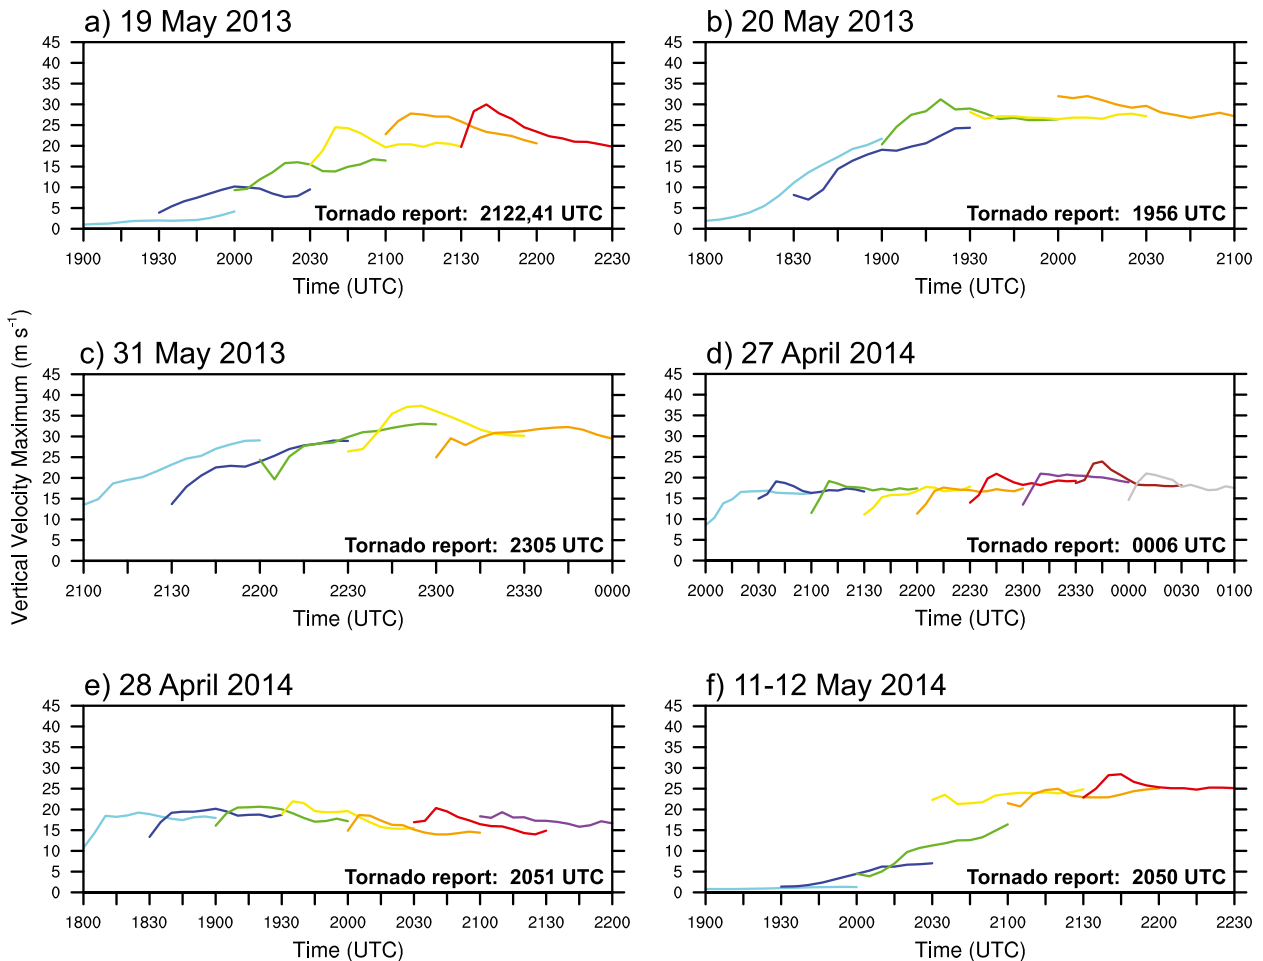 a) 19 May 2013
45
40
35
30
25
20
15
10
5
0
Tornado report: 2122,41 UTC
1900 1930 2000 2030 2100 2130 2200 2230
Time (UTC)
b) 20 May 2013
45
40
35
30
25
20
15
10
5
0
Tornado report: 1956 UTC
1800 1830 1900 1930 2000 2030 2100
Time (UTC)
Vertical Velocity Maximum (m s-1)
c) 31 May 2013
45
40
35
30
25
20
15
10
5
0
Tornado report: 2305 UTC
2100 2130 2200 2230 2300 2330 0000
Time (UTC)
d) 27 April 2014
45
40
35
30
25
20
15
10
5
0
Tornado report: 0006 UTC
2000 2030 2100 2130 2200 2230 2300 2330 0000 0030 0100
Time (UTC)
e) 28 April 2014
45
40
35
30
25
20
15
10
5
0
Tornado report: 2051 UTC
1800 1830 1900 1930 2000 2030 2100 2130 2200
Time (UTC)
f) 11-12 May 2014
45
40
35
30
25
20
15
10
5
0
Tornado report: 2050 UTC
1900 1930 2000 2030 2100 2130 2200 2230
Time (UTC)